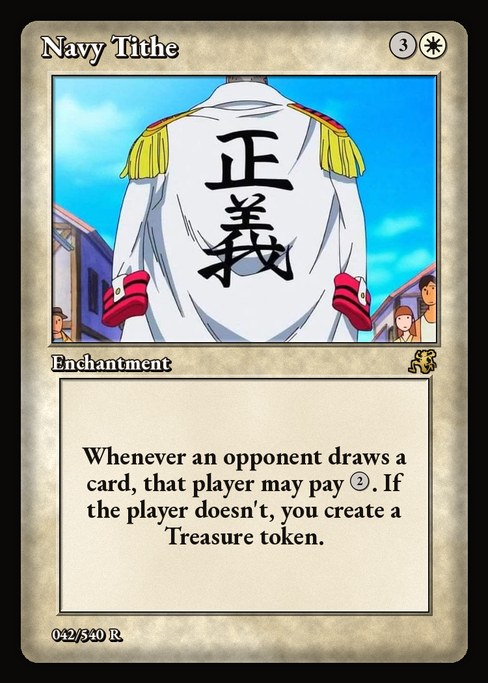 Navy Tithe 3
正
義
Enchantment
Whenever an opponent draws a
card, that player may pay 2. If
the player doesn't, you create a
Treasure token.
042/540 R